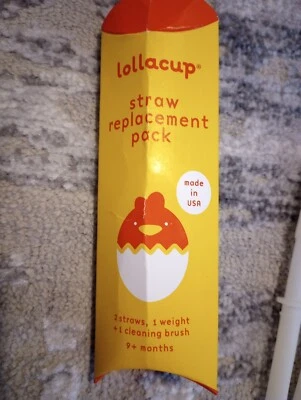 lollacup®
straw
replacement
pack
made
in
USA
2 straws, 1 weight
+1 cleaning brush
9+ months